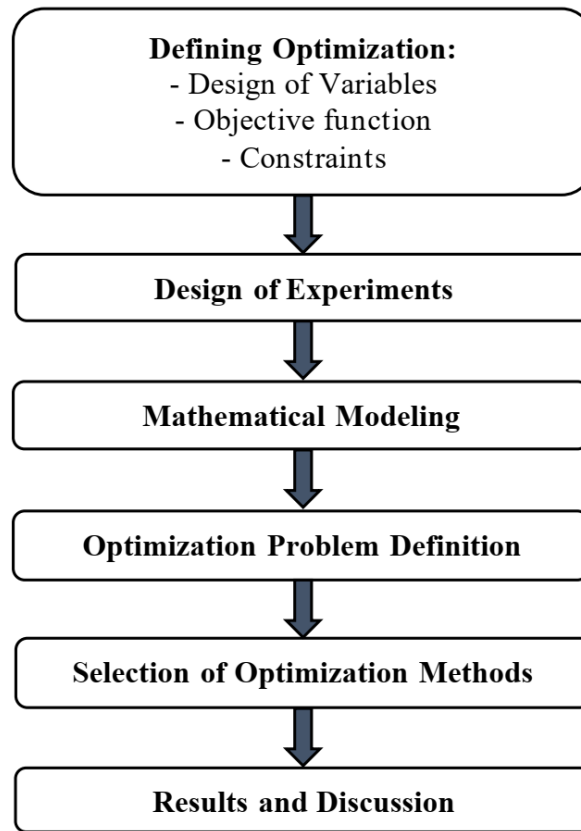 Defining Optimization:
- Design of Variables
- Objective function
- Constraints
Design of Experiments
Mathematical Modeling
Optimization Problem Definition
Selection of Optimization Methods
Results and Discussion